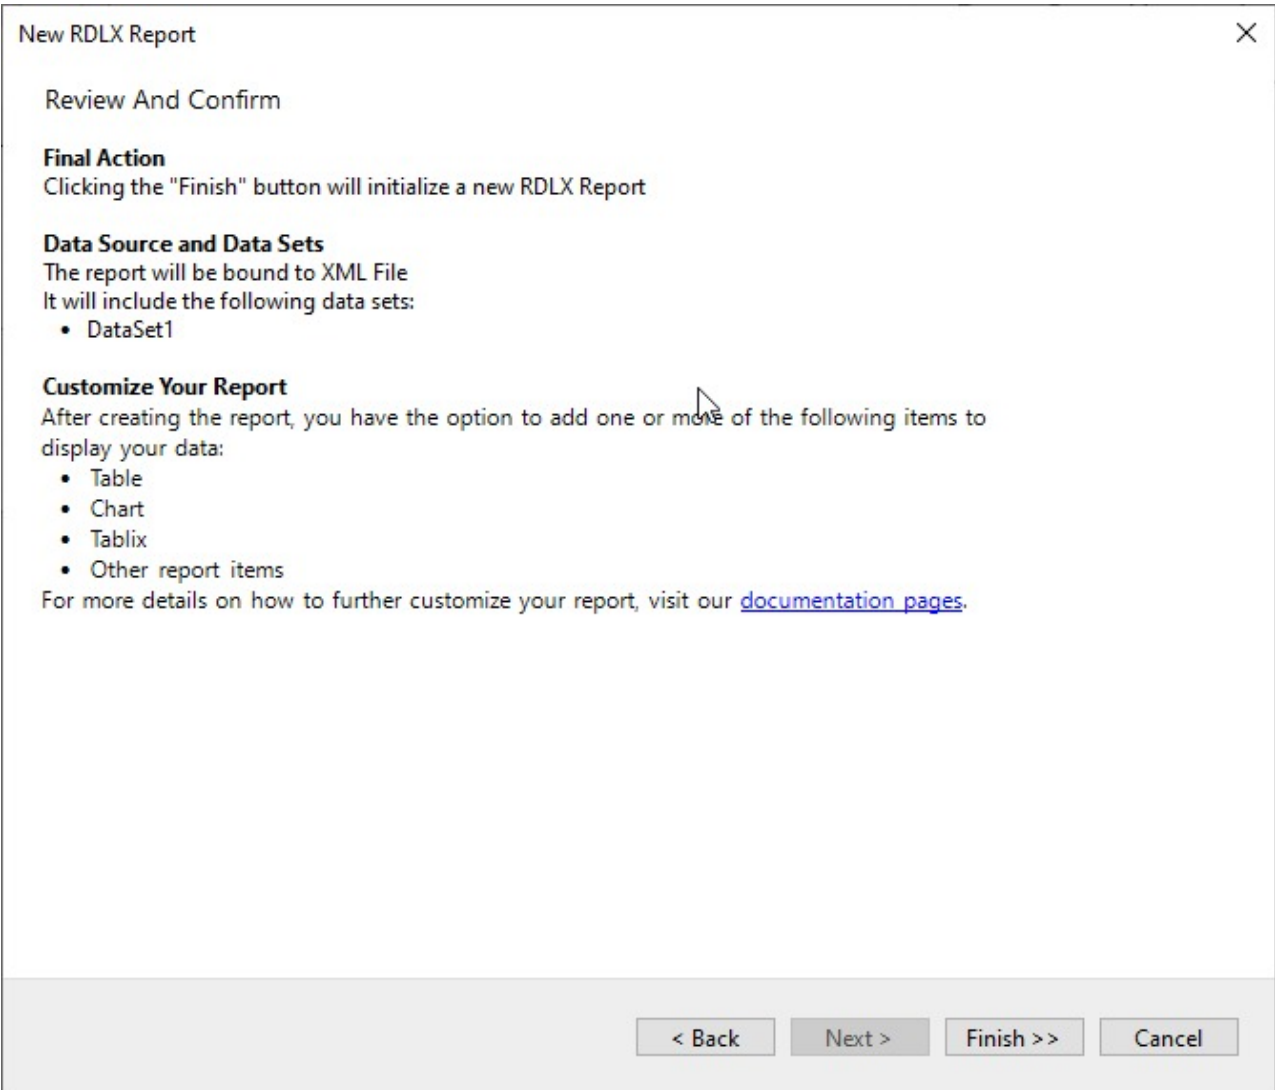 New RDLX Report
Review And Confirm
Final Action
Clicking the "Finish" button will initialize a new RDLX Report
Data Source and Data Sets
The report will be bound to XML File
It will include the following data sets:
• DataSet1
Customize Your Report
After creating the report, you have the option to add one or more of the following items to
display your data:
• Table
• Chart
• Tablix
• Other report items
For more details on how to further customize your report, visit our documentation pages.
< Back Next > Finish >> Cancel